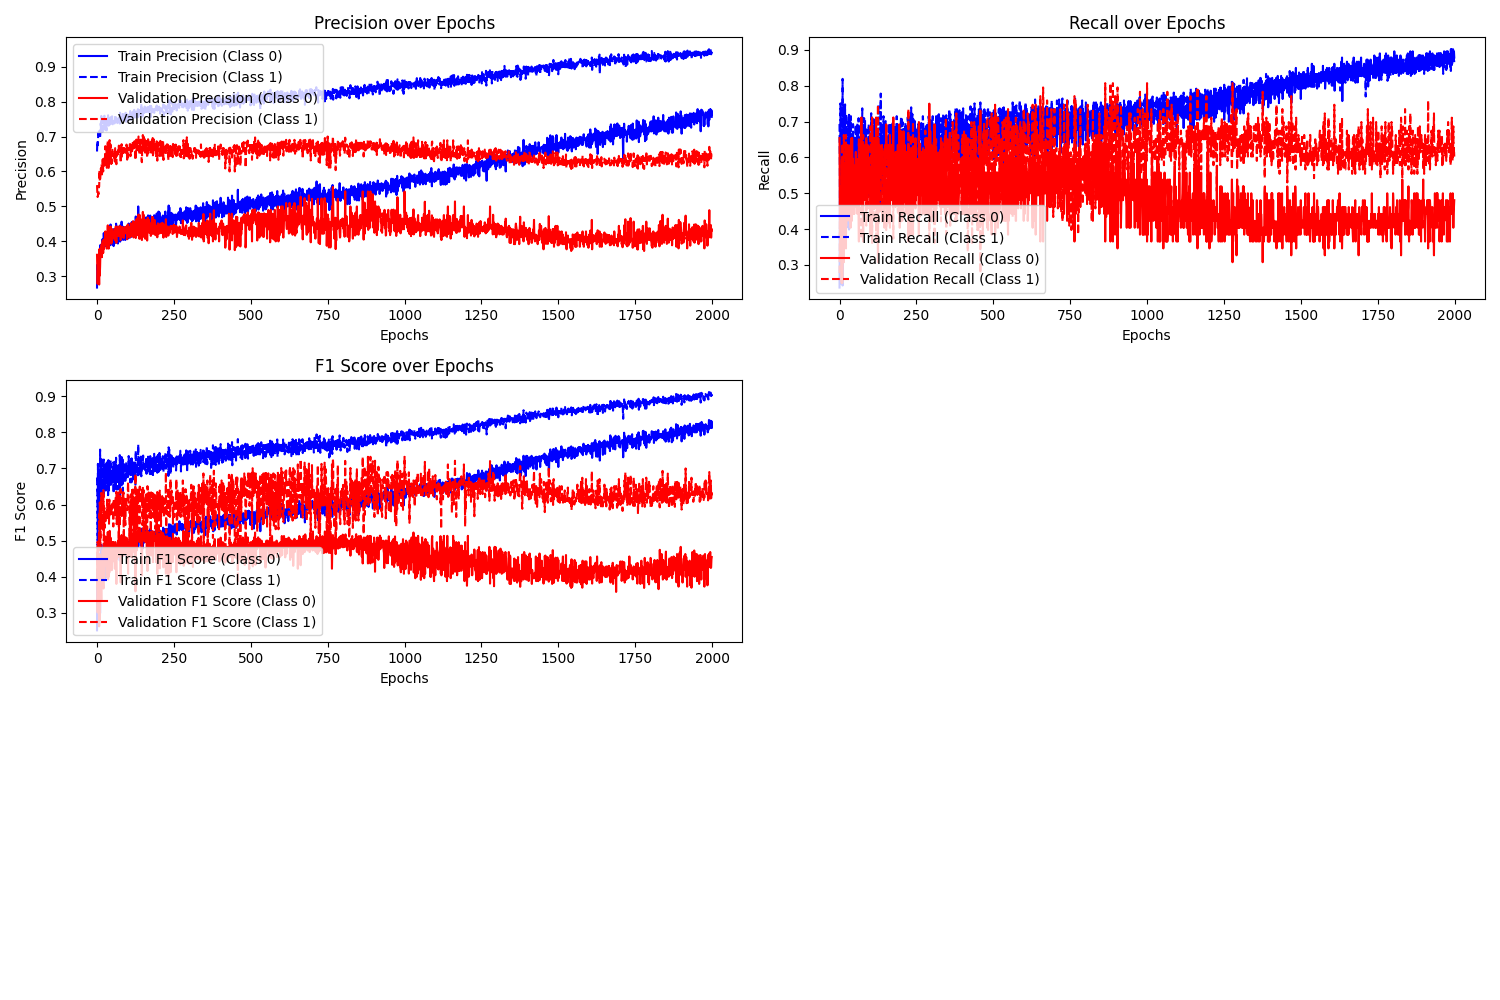 Precision over Epochs
Precision
0.9
0.8
0.7
0.6
0.5
0.4
0.3
Train Precision (Class 0)
Train Precision (Class 1)
Validation Precision (Class 0)
Validation Precision (Class 1)
0 250 500 750 1000 1250 1500 1750 2000
Epochs
Recall over Epochs
Recall
0.9
0.8
0.7
0.6
0.5
0.4
0.3
Train Recall (Class 0)
Train Recall (Class 1)
Validation Recall (Class 0)
Validation Recall (Class 1)
0 250 500 750 1000 1250 1500 1750 2000
Epochs
F1 Score over Epochs
F1 Score
0.9
0.8
0.7
0.6
0.5
0.4
0.3
Train F1 Score (Class 0)
Train F1 Score (Class 1)
Validation F1 Score (Class 0)
Validation F1 Score (Class 1)
0 250 500 750 1000 1250 1500 1750 2000
Epochs